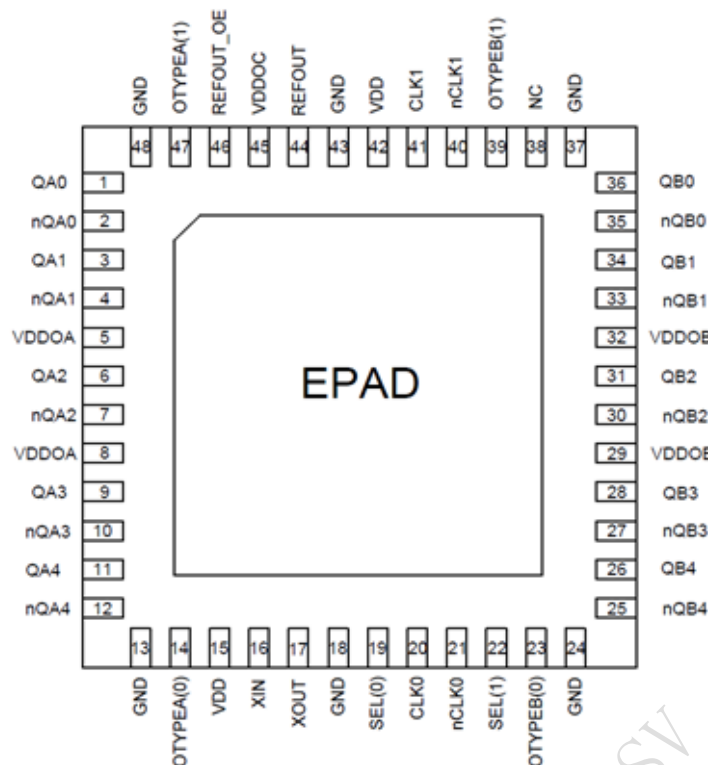 GND OTYPEA(1) REFOUT_OE VDDOC REFOUT GND VDD CLK1 nCLK1 OTYPEB(1) NC GND
48 47 46 45 44 43 42 41 40 39 38 37
QA0 1 36 QB0
nQA0 2 35 nQB0
QA1 3 34 QB1
nQA1 4 33 nQB1
VDDOA 5 32 VDDOB
QA2 6 31 QB2
EPAD
nQA2 7 30 nQB2
VDDOA 8 29 VDDOB
QA3 9 28 QB3
nQA3 10 27 nQB3
QA4 11 26 QB4
nQA4 12 25 nQB4
13 14 15 16 17 18 19 20 21 22 23 24
GND OTYPEA(0) VDD XIN XOUT GND SEL(0) CLK0 nCLK0 SEL(1) OTYPEB(0) GND
SV